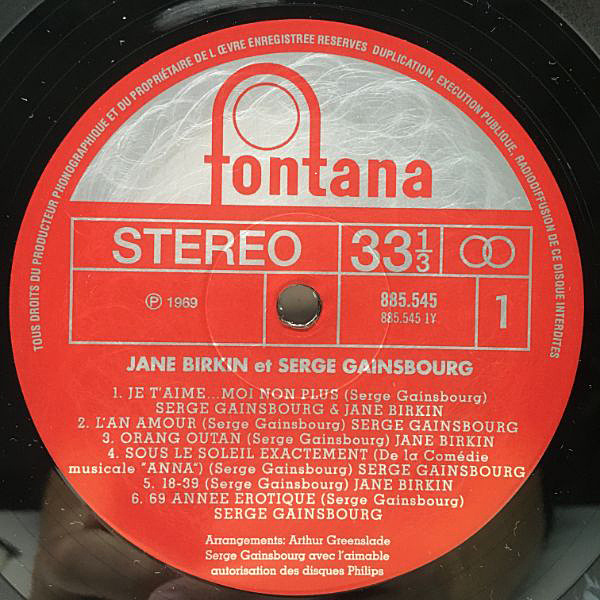 TOUS DROITS DU PRODUCTEUR PHONOGRAPHIQUE ET DU PROPRIÉTAIRE DE L'ŒVRE ENREGISTREE RESERVES DUPLICATION, EXECUTION PUBLIQUE, RADIODIFFUSION DE CE DISQUE INTERDITES
fontana
STEREO 33 1/3
℗ 1969 885.545 1
885.545 1Y
JANE BIRKIN et SERGE GAINSBOURG
1. JE T'AIME...MOI NON PLUS (Serge Gainsbourg)
SERGE GAINSBOURG & JANE BIRKIN
2. L'AN AMOUR (Serge Gainsbourg) SERGE GAINSBOURG
3. ORANG OUTAN (Serge Gainsbourg) JANE BIRKIN
4. SOUS LE SOLEIL EXACTEMENT (De la Comédie
musicale "ANNA") (Serge Gainsbourg) SERGE GAINSBOURG
5. 18-39 (Serge Gainsbourg) JANE BIRKIN
6. 69 ANNEE EROTIQUE (Serge Gainsbourg)
SERGE GAINSBOURG
Arrangements: Arthur Greenslade
Serge Gainsbourg avec l'aimable
autorisation des disques Philips